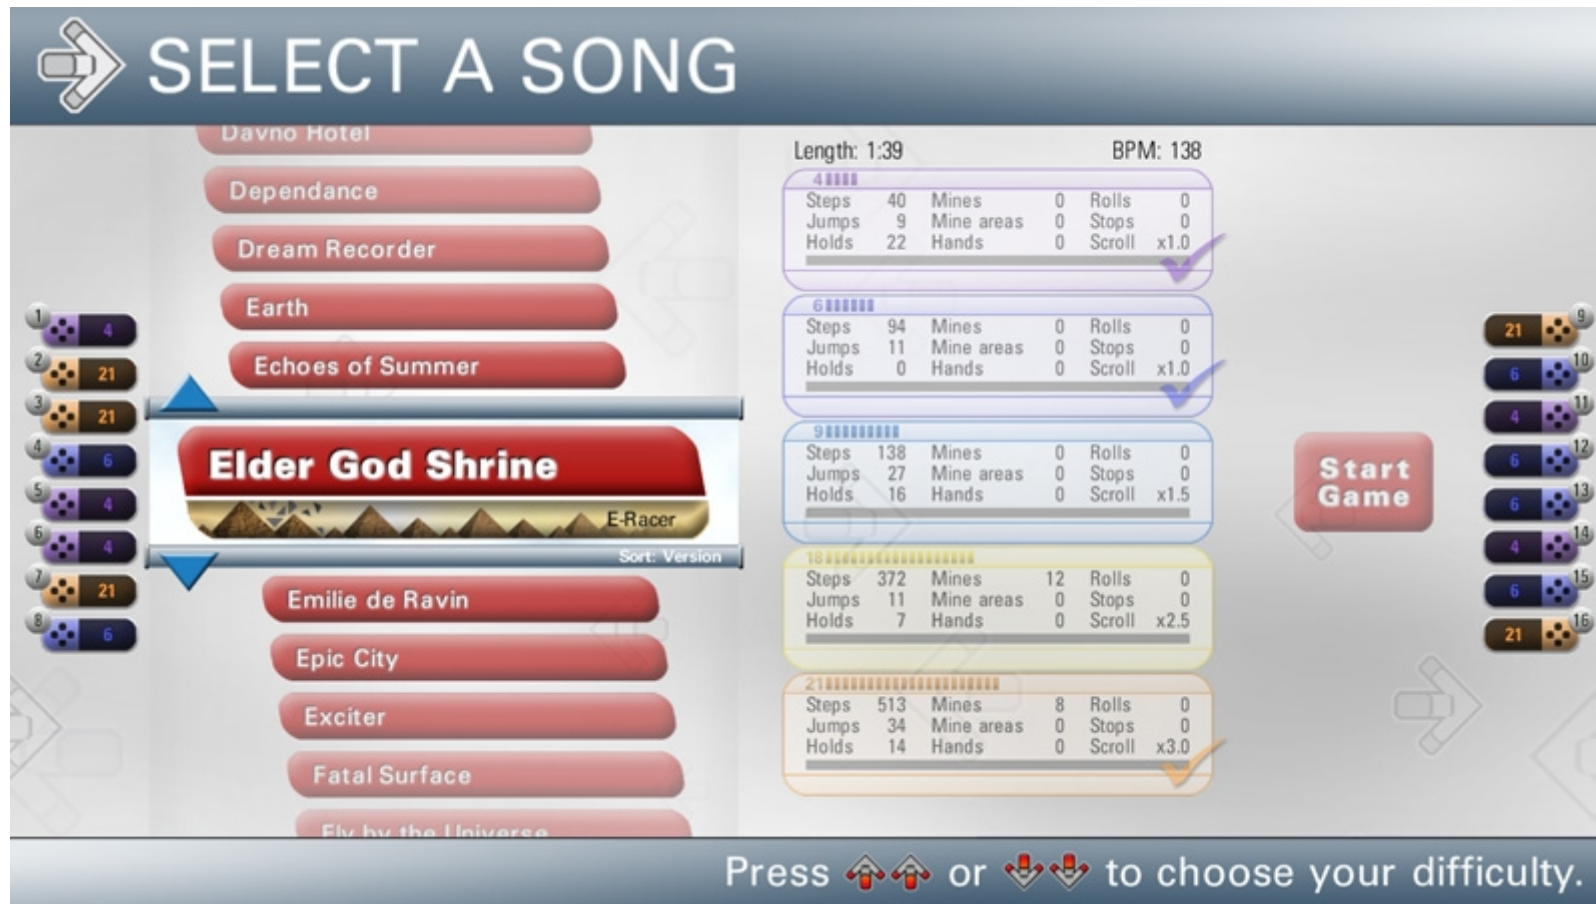 SELECT A SONG
Davno Hotel
Dependance
Dream Recorder
Earth
Echoes of Summer
Elder God Shrine
E-Racer
Sort: Version
Emilie de Ravin
Epic City
Exciter
Fatal Surface
Fly by the Universe
1 4
2 21
3 21
4 6
5 4
6 4
7 21
8 6
Length: 1:39 BPM: 138
4
Steps 40 Mines 0 Rolls 0
Jumps 9 Mine areas 0 Stops 0
Holds 22 Hands 0 Scroll x1.0
6
Steps 94 Mines 0 Rolls 0
Jumps 11 Mine areas 0 Stops 0
Holds 0 Hands 0 Scroll x1.0
9
Steps 138 Mines 0 Rolls 0
Jumps 27 Mine areas 0 Stops 0
Holds 16 Hands 0 Scroll x1.5
18
Steps 372 Mines 12 Rolls 0
Jumps 11 Mine areas 0 Stops 0
Holds 7 Hands 0 Scroll x2.5
21
Steps 513 Mines 8 Rolls 0
Jumps 34 Mine areas 0 Stops 0
Holds 14 Hands 0 Scroll x3.0
Start
Game
21 9
6 10
4 11
6 12
6 13
4 14
6 15
21 16
Press or to choose your difficulty.